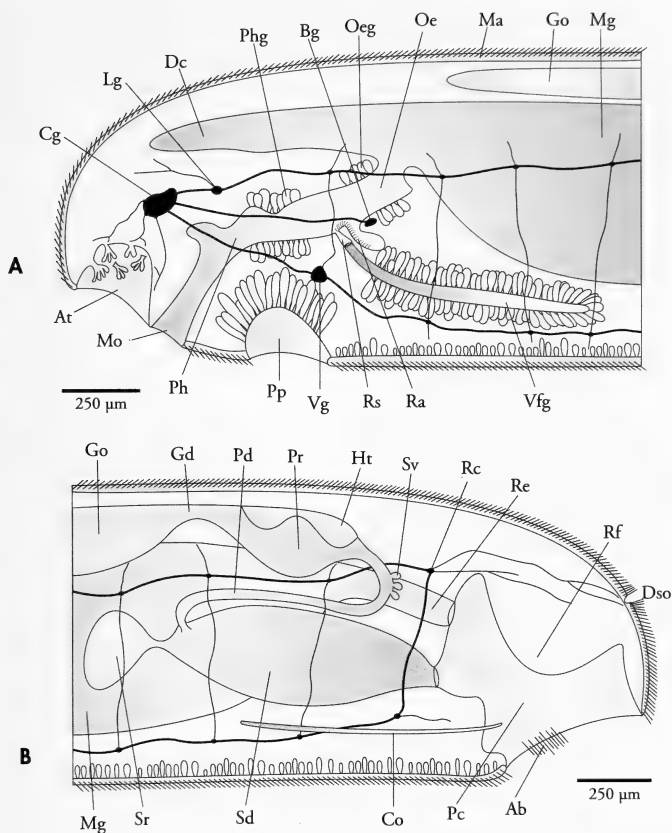 Phg Bg Oeg Oe Ma Go Mg
Dc
Lg
Cg
A
At
Mo
250 μm
Ph Pp Vg Rs Ra Vfg
Go Gd Pd Pr Ht Sv Rc Re Rf
Dso
B
Mg Sr Sd Co Pc Ab
250 μm